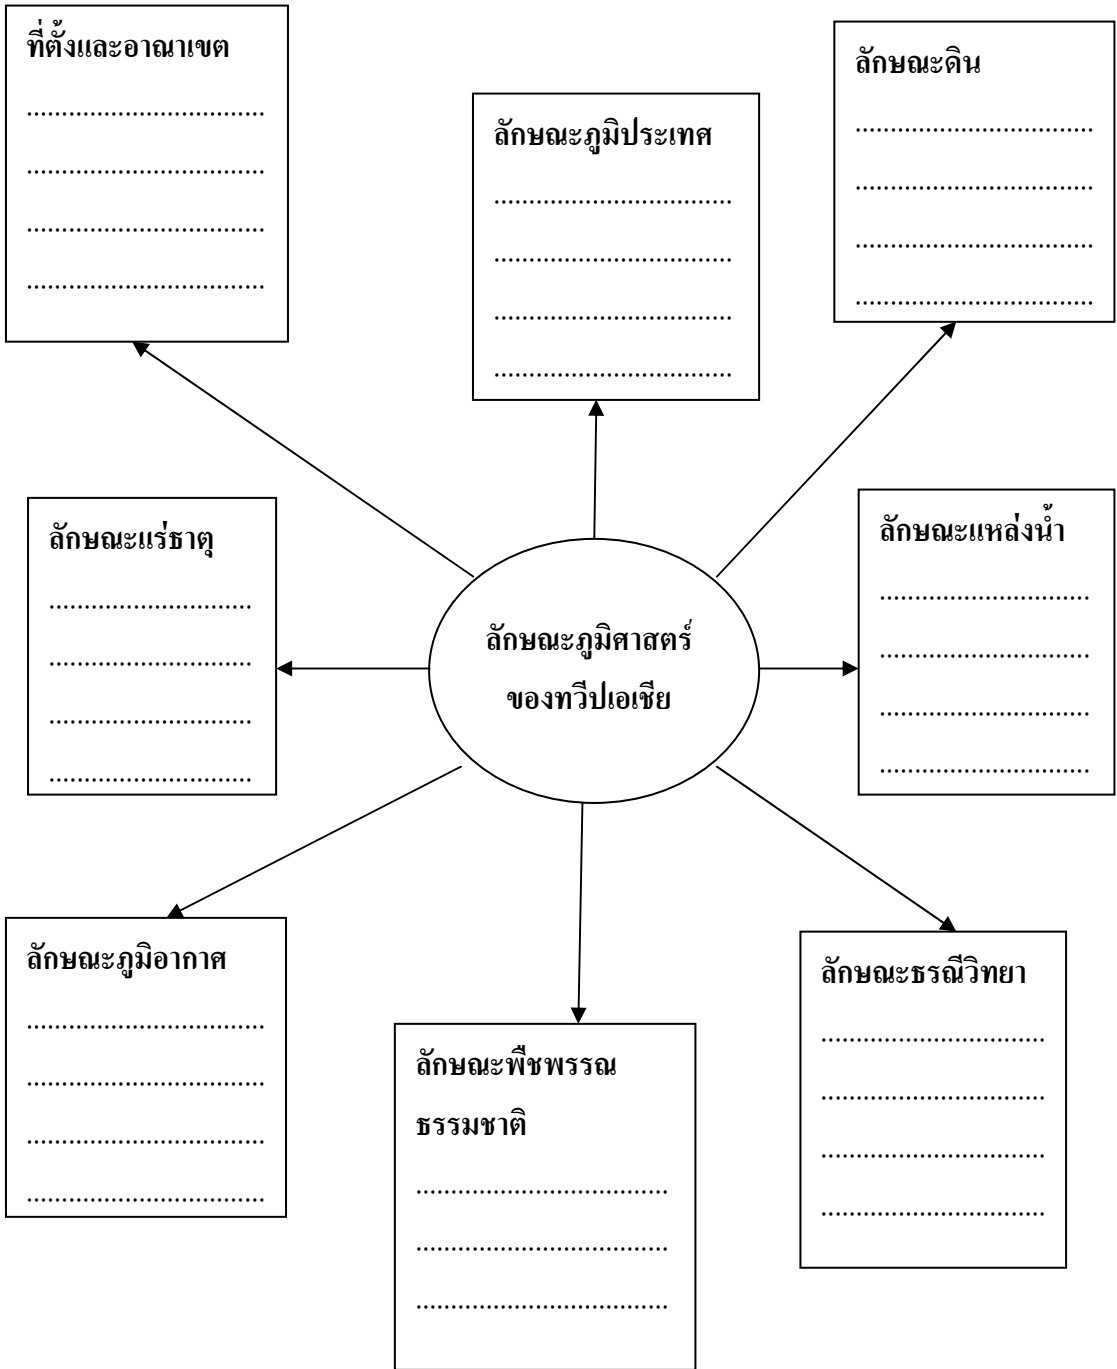 ที่ตั้งและอาณาเขต
..................................
..................................
..................................
..................................
ลักษณะภูมิประเทศ
..................................
..................................
..................................
..................................
ลักษณะดิน
..................................
..................................
..................................
..................................
ลักษณะแร่ธาตุ
.............................
.............................
.............................
.............................
ลักษณะภูมิศาสตร์
ของทวีปเอเชีย
ลักษณะแหล่งน้ำ
..............................
..............................
..............................
..............................
ลักษณะภูมิอากาศ
..................................
..................................
..................................
..................................
ลักษณะพืชพรรณ
ธรรมชาติ
....................................
....................................
....................................
ลักษณะธรณีวิทยา
................................
................................
................................
................................